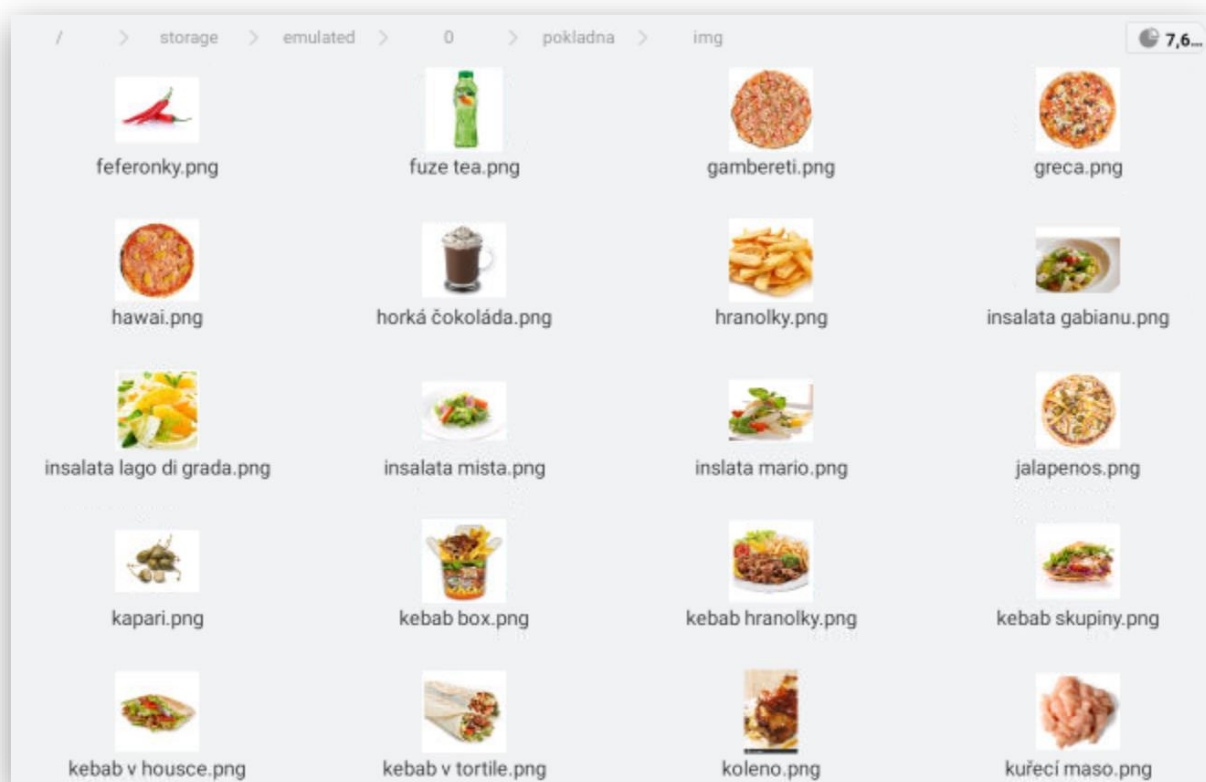 / > storage > emulated > 0 > pokladna > img
7,6...
feferonky.png
fuze tea.png
gambereti.png
greca.png
hawai.png
horká čokoláda.png
hranolky.png
insalata gabianu.png
insalata lago di grada.png
insalata mista.png
inslata mario.png
jalapenos.png
kapari.png
kebab box.png
kebab hranolky.png
kebab skupiny.png
kebab v housce.png
kebab v tortile.png
koleno.png
kuřecí maso.png